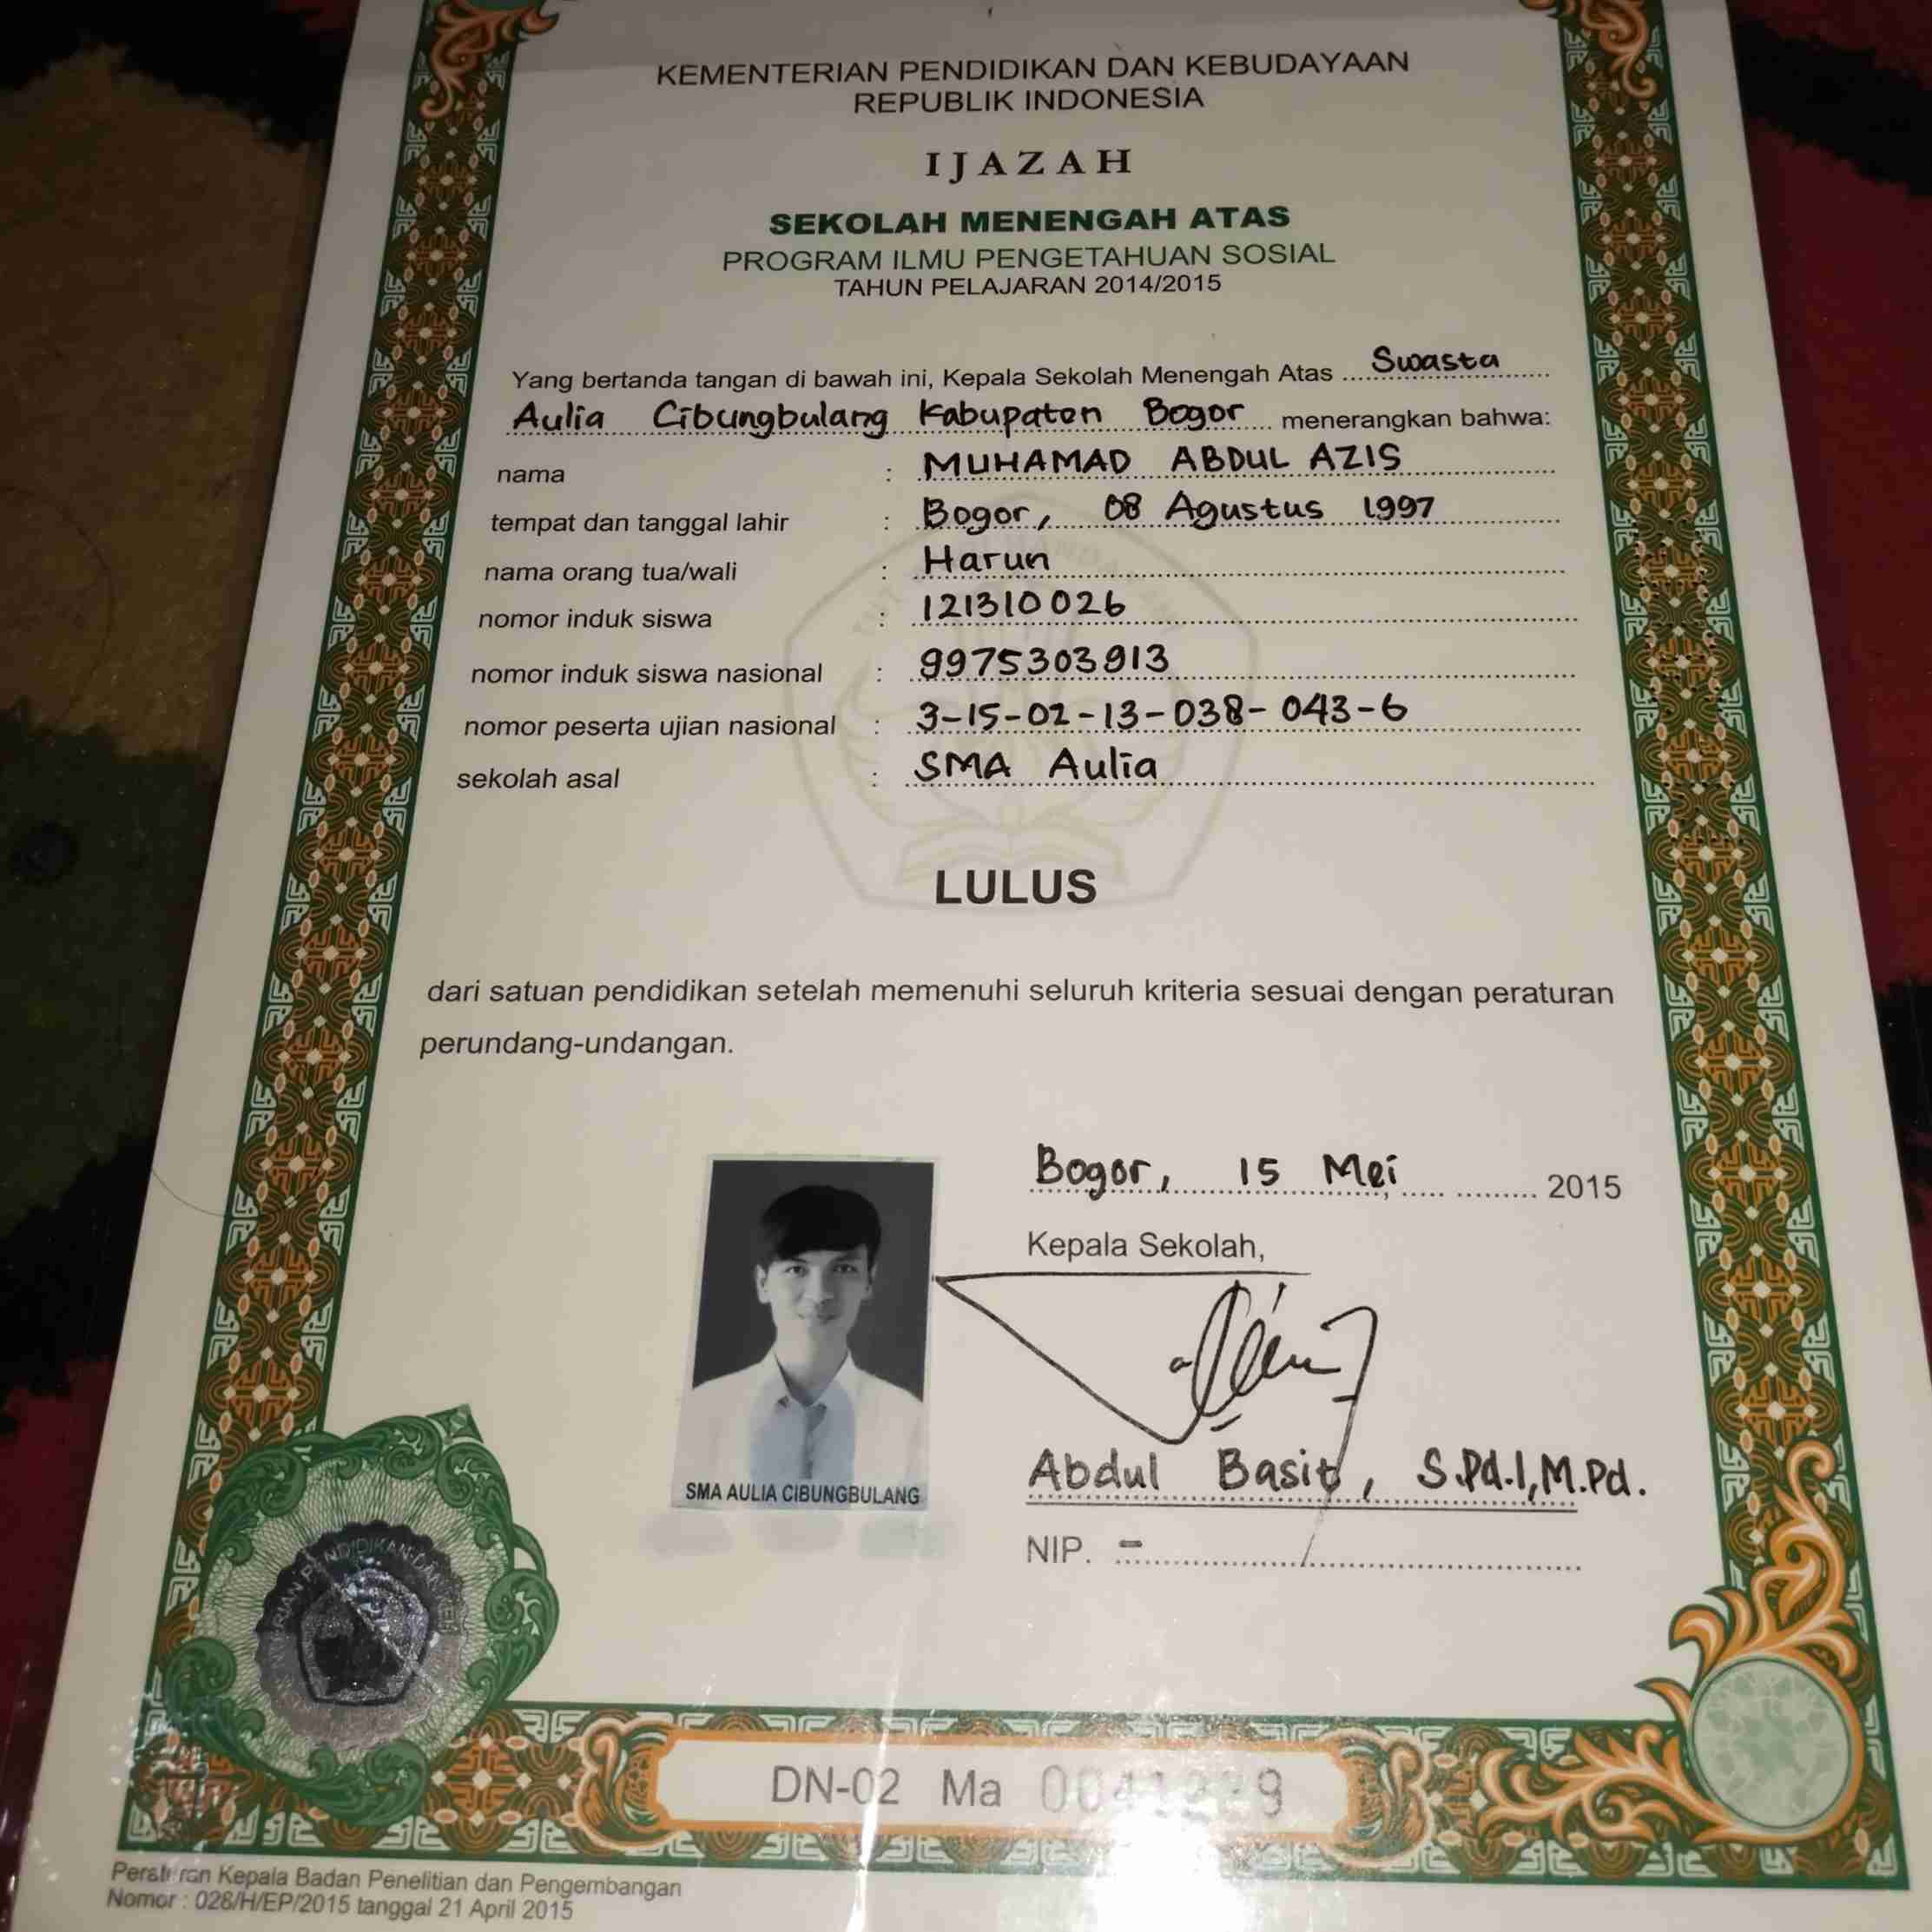 KEMENTERIAN PENDIDIKAN DAN KEBUDAYAAN
REPUBLIK INDONESIA
IJAZAH
SEKOLAH MENENGAH ATAS
PROGRAM ILMU PENGETAHUAN SOSIAL
TAHUN PELAJARAN 2014/2015
Yang bertanda tangan di bawah ini, Kepala Sekolah Menengah Atas Swasta
Aulia Cibungbulang Kabupaten Bogor menerangkan bahwa:
nama : MUHAMAD ABDUL AZIS
tempat dan tanggal lahir : Bogor, 08 Agustus 1997
nama orang tua/wali : Harun
nomor induk siswa : 121310026
nomor induk siswa nasional : 9975303913
nomor peserta ujian nasional : 3-15-02-13-038-043-6
sekolah asal : SMA Aulia
LULUS
dari satuan pendidikan setelah memenuhi seluruh kriteria sesuai dengan peraturan
perundang-undangan.
Bogor, 15 Mei 2015
Kepala Sekolah,
Abdul Basit, S.Pd.I, M.Pd.
NIP. -
SMA AULIA CIBUNGBULANG
DN-02 Ma
Peraturan Kepala Badan Penelitian dan Pengembangan
Nomor : 028/H/EP/2015 tanggal 21 April 2015